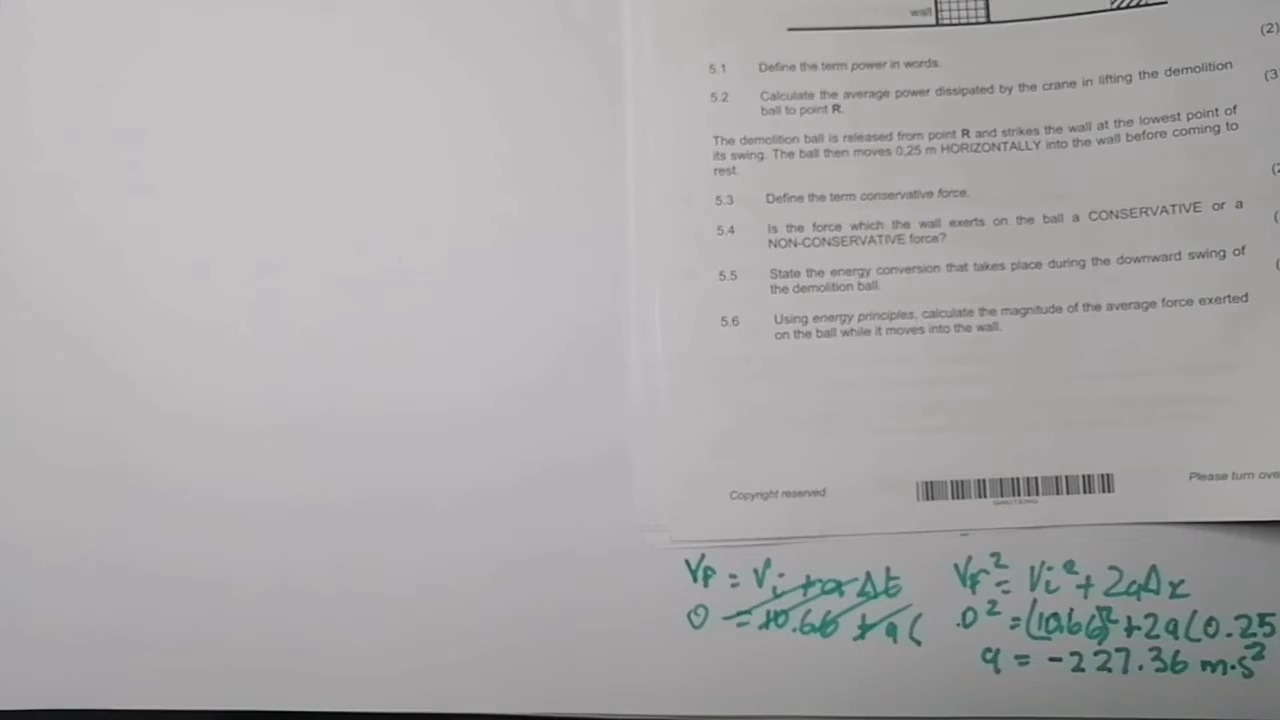 wall
(2)
5.1 Define the term power in words.
5.2 Calculate the average power dissipated by the crane in lifting the demolition (3
ball to point R.
The demolition ball is released from point R and strikes the wall at the lowest point of
its swing. The ball then moves 0,25 m HORIZONTALLY into the wall before coming to
rest.
5.3 Define the term conservative force. (2
5.4 Is the force which the wall exerts on the ball a CONSERVATIVE or a (
NON-CONSERVATIVE force?
5.5 State the energy conversion that takes place during the downward swing of (
the demolition ball.
5.6 Using energy principles, calculate the magnitude of the average force exerted
on the ball while it moves into the wall.
Copyright reserved
Please turn ove
Vf = Vi + aΔt
0 = 10.66 + a(
Vf² = Vi² + 2aΔx
0² = (10.66)² + 2a(0.25
a = -227.36 m·s²